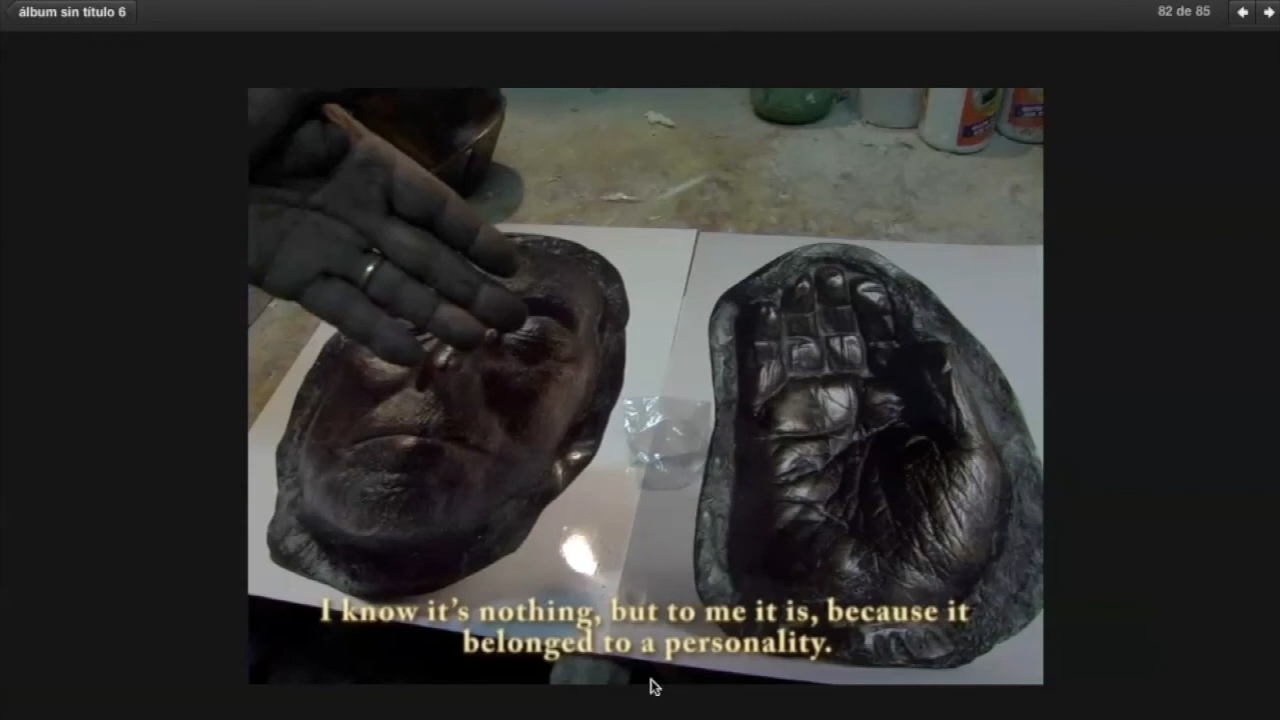 álbum sin título 6
82 de 85
I know it's nothing, but to me it is, because it
belonged to a personality.